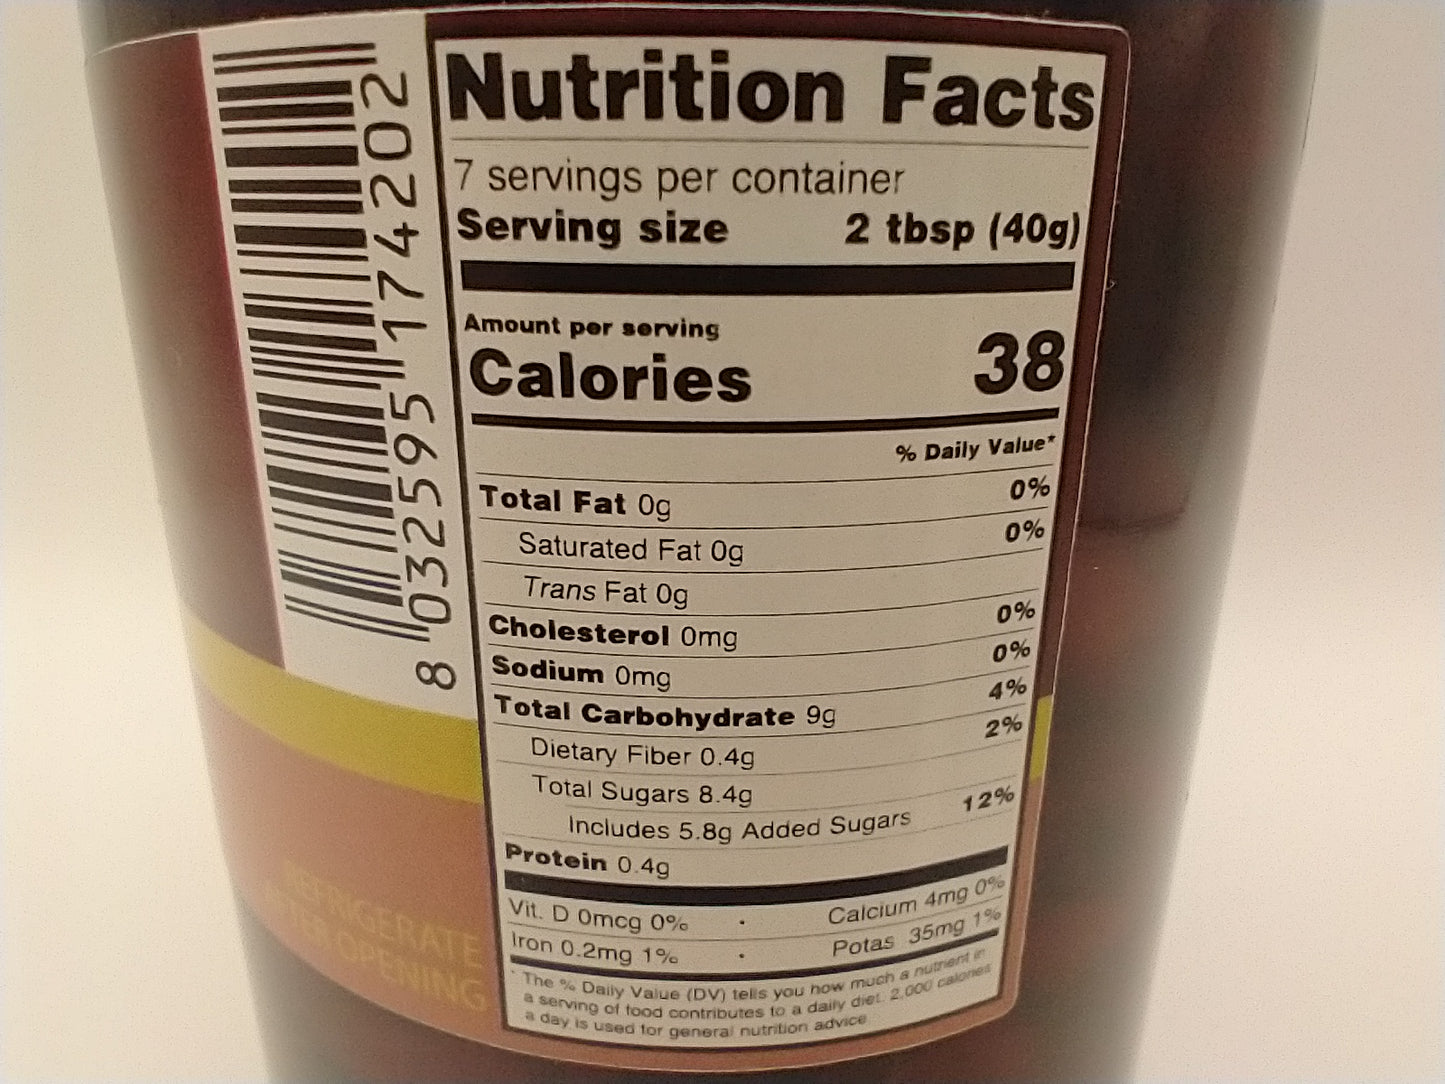 8 032595 174202
Nutrition Facts
7 servings per container
Serving size 2 tbsp (40g)
Amount per serving
Calories 38
% Daily Value*
Total Fat 0g 0%
Saturated Fat 0g 0%
Trans Fat 0g
Cholesterol 0mg 0%
Sodium 0mg 0%
Total Carbohydrate 9g 4%
Dietary Fiber 0.4g 2%
Total Sugars 8.4g
Includes 5.8g Added Sugars 12%
Protein 0.4g
Vit. D 0mcg 0% · Calcium 4mg 0%
Iron 0.2mg 1% · Potas 35mg 1%
* The % Daily Value (DV) tells you how much a nutrient in
a serving of food contributes to a daily diet. 2,000 calories
a day is used for general nutrition advice
REFRIGERATE
OPENING